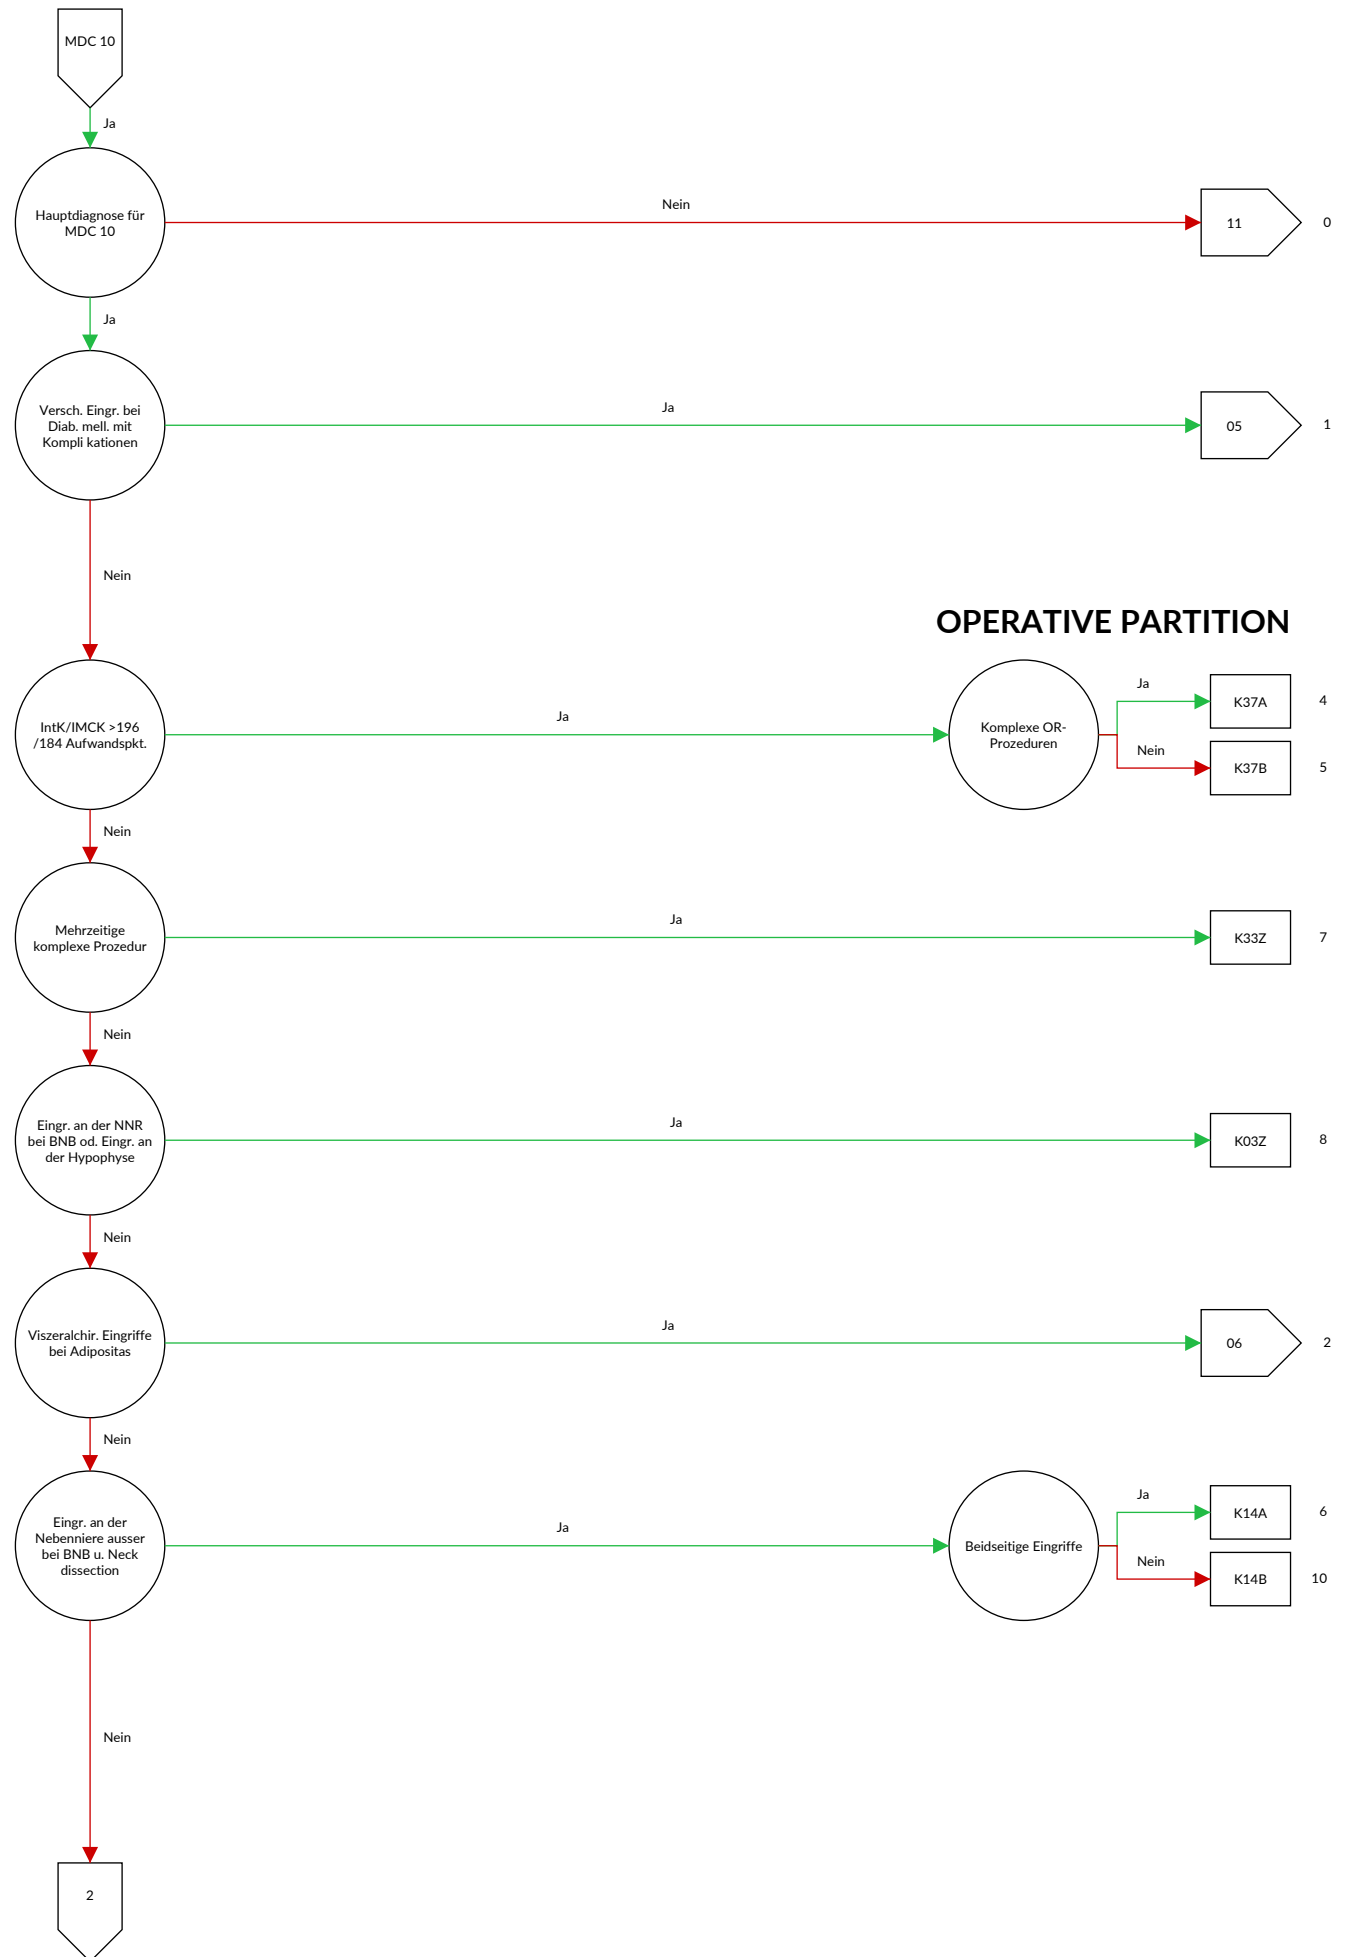 MDC 10
Ja
Hauptdiagnose für
MDC 10
Nein
11
0
Ja
Versch. Eingr. bei
Diab. mell. mit
Kompli kationen
Ja
05
1
Nein
OPERATIVE PARTITION
IntK/IMCK >196
/184 Aufwandspkt.
Ja
Komplexe OR-
Prozeduren
Ja
K37A
4
Nein
K37B
5
Nein
Mehrzeitige
komplexe Prozedur
Ja
K33Z
7
Nein
Eingr. an der NNR
bei BNB od. Eingr. an
der Hypophyse
Ja
K03Z
8
Nein
Viszeralchir. Eingriffe
bei Adipositas
Ja
06
2
Nein
Eingr. an der
Nebenniere ausser
bei BNB u. Neck
dissection
Ja
Beidseitige Eingriffe
Ja
K14A
6
Nein
K14B
10
Nein
2